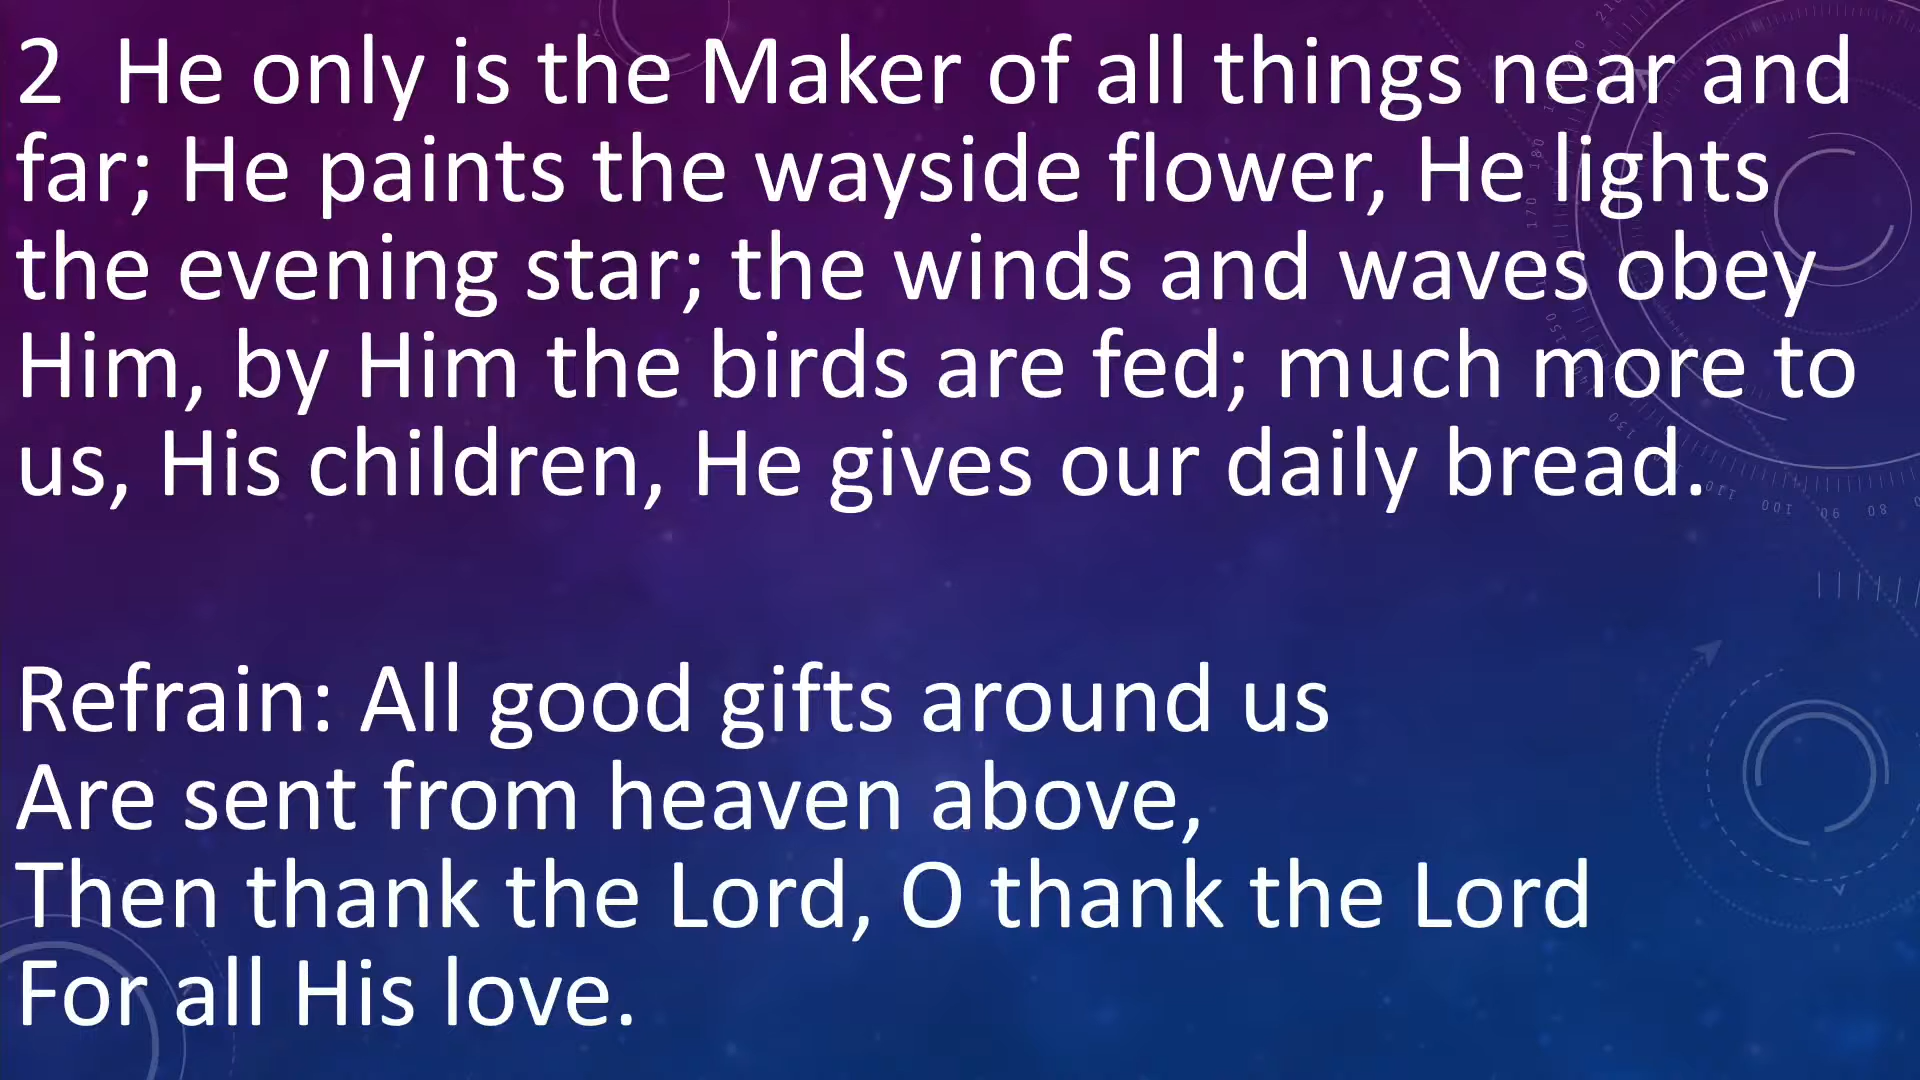 2  He only is the Maker of all things near and
far; He paints the wayside flower, He lights
the evening star; the winds and waves obey
Him, by Him the birds are fed; much more to
us, His children, He gives our daily bread.
Refrain: All good gifts around us
Are sent from heaven above,
Then thank the Lord, O thank the Lord
For all His love.